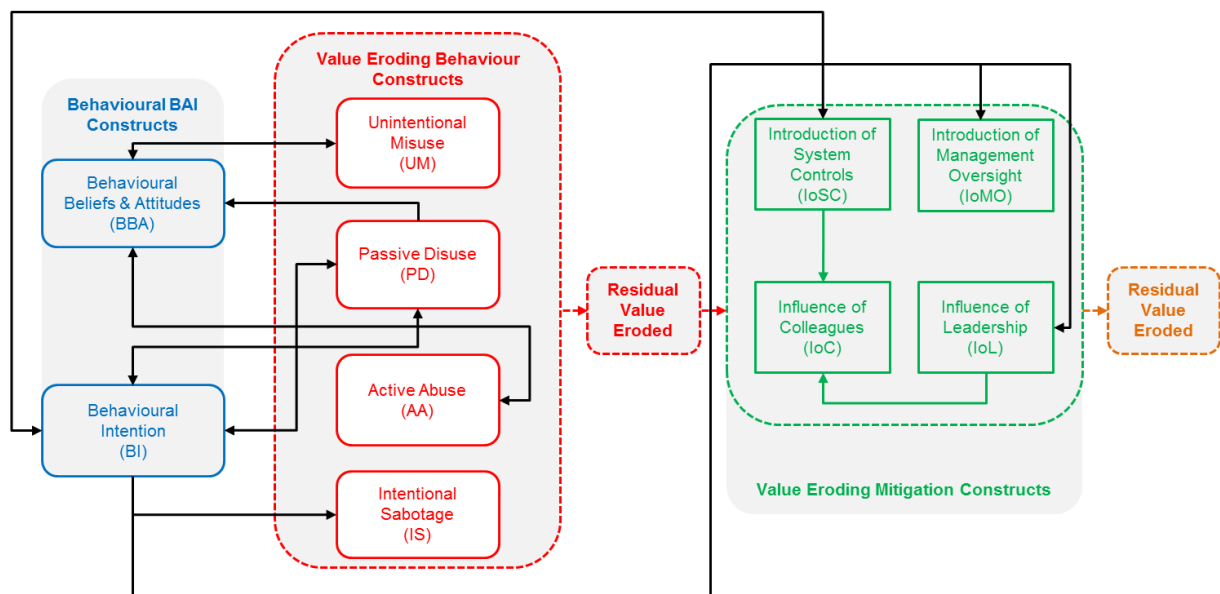 Behavioural BAI
Constructs
Behavioural
Beliefs & Attitudes
(BBA)
Behavioural
Intention
(BI)
Value Eroding Behaviour
Constructs
Unintentional
Misuse
(UM)
Passive Disuse
(PD)
Active Abuse
(AA)
Intentional
Sabotage
(IS)
Residual
Value
Eroded
Introduction of
System
Controls
(IoSC)
Introduction of
Management
Oversight
(IoMO)
Influence of
Colleagues
(IoC)
Influence of
Leadership
(IoL)
Value Eroding Mitigation Constructs
Residual
Value
Eroded